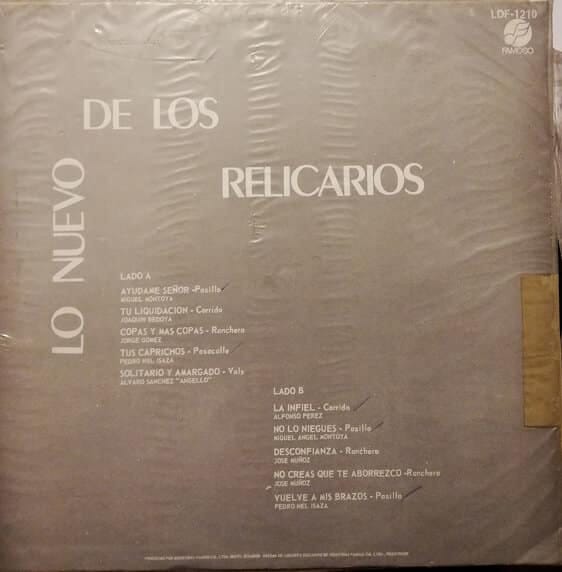 LDF-1210
FAMOSO
LO NUEVO
DE LOS
RELICARIOS
LADO A
AYUDAME SEÑOR - Pasillo
MIGUEL MONTOYA
TU LIQUIDACION - Corrido
JOAQUIN BEDOYA
COPAS Y MAS COPAS - Ranchera
JORGE GOMEZ
TUS CAPRICHOS - Pasacalle
PEDRO NEL ISAZA
SOLITARIO Y AMARGADO - Vals
ALVARO SANCHEZ "ANGELLO"
LADO B
LA INFIEL - Corrido
ALFONSO PEREZ
NO LO NIEGUES - Pasillo
MIGUEL ANGEL MONTOYA
DESCONFIANZA - Ranchera
JOSE MUÑOZ
NO CREAS QUE TE ABORREZCO - Ranchera
JOSE MUÑOZ
VUELVE A MIS BRAZOS - Pasillo
PEDRO NEL ISAZA